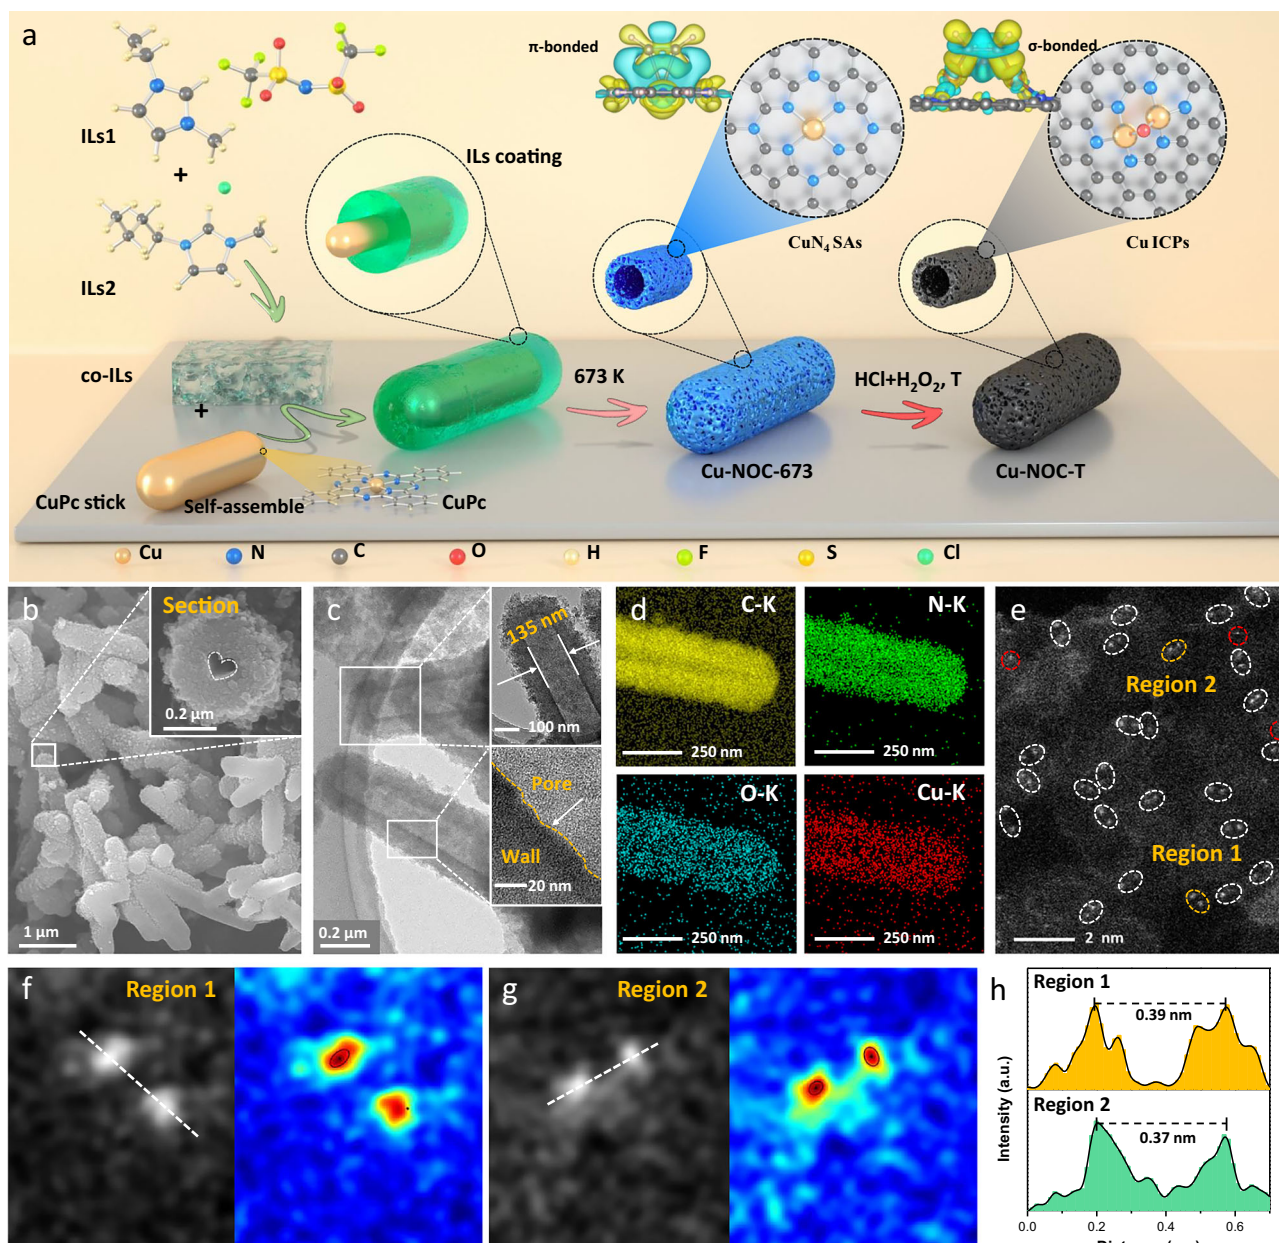 a
ILs1
+
ILs2
co-ILs
+
CuPc stick
Self-assemble
CuPc
ILs coating
673 K
π-bonded
CuN₄ SAs
Cu-NOC-673
HCl+H₂O₂, T
σ-bonded
Cu ICPs
Cu-NOC-T
Cu N C O H F S Cl
b
Section
0.2 μm
1 μm
c
135 nm
100 nm
Pore
Wall
20 nm
0.2 μm
d
C-K
250 nm
N-K
250 nm
O-K
250 nm
Cu-K
250 nm
e
Region 2
Region 1
2 nm
f
Region 1
g
Region 2
h
Region 1
0.39 nm
Region 2
0.37 nm
Intensity (a.u.)
0.0 0.2 0.4 0.6